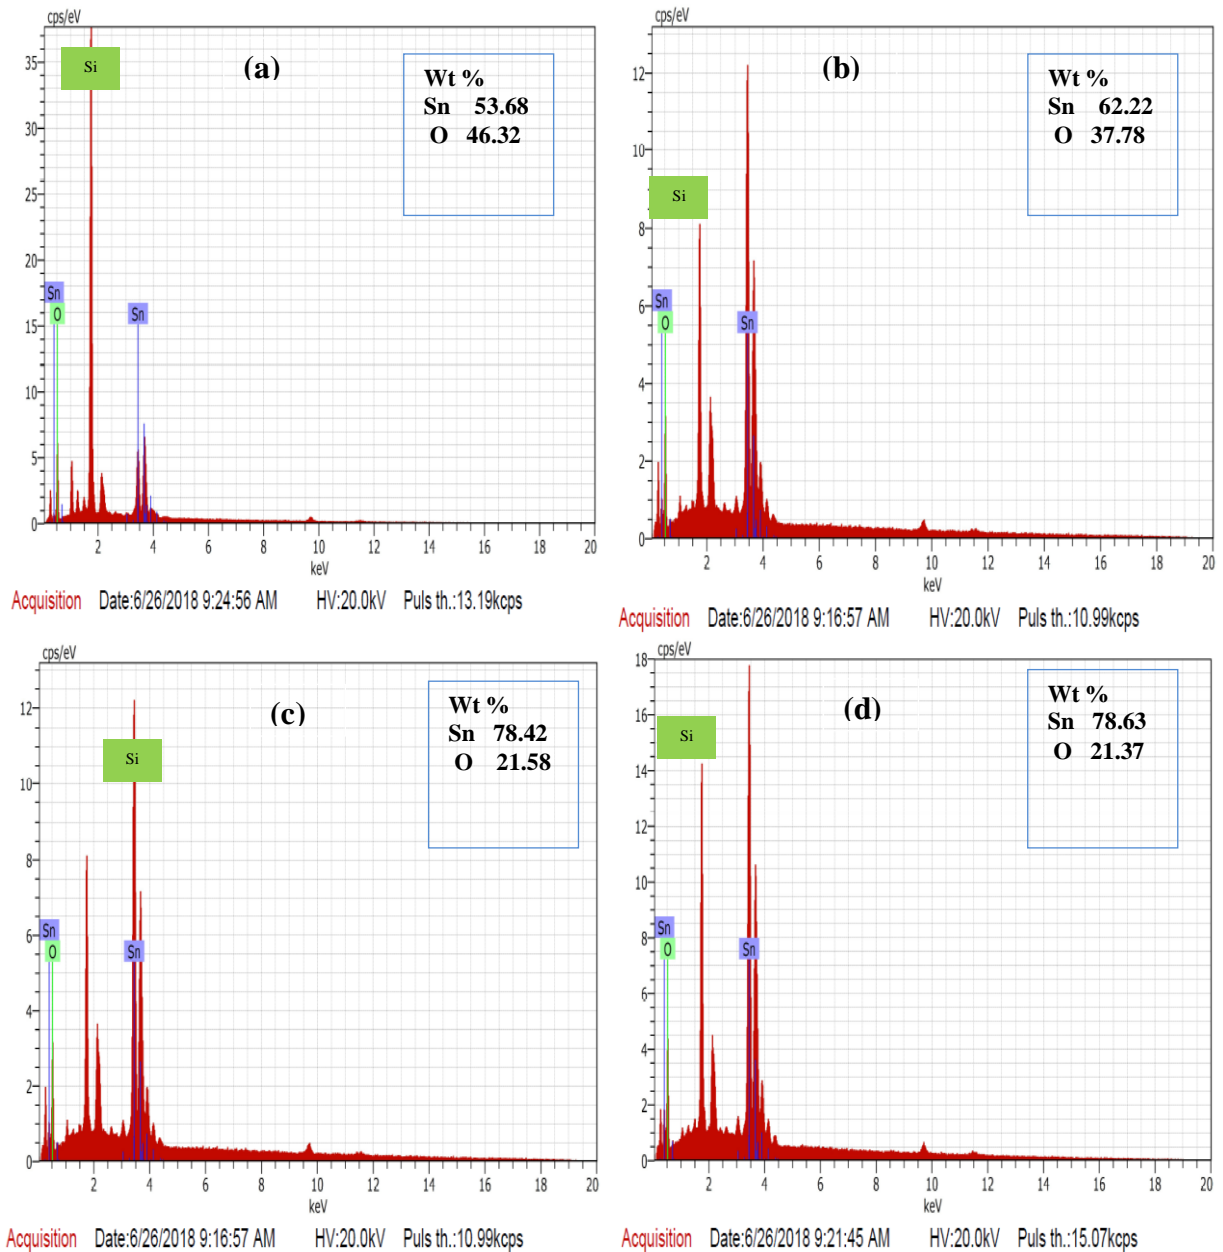 cps/eV
(a)
Si
Wt %
Sn 53.68
O 46.32
35
30
25
20
15
10
5
0
Sn
O
Sn
2 4 6 8 10 12 14 16 18 20
keV
Acquisition Date:6/26/2018 9:24:56 AM HV:20.0kV Puls th.:13.19kcps
cps/eV
(b)
Si
Wt %
Sn 62.22
O 37.78
12
10
8
6
4
2
0
Sn
O
Sn
2 4 6 8 10 12 14 16 18 20
keV
Acquisition Date:6/26/2018 9:16:57 AM HV:20.0kV Puls th.:10.99kcps
cps/eV
(c)
Si
Wt %
Sn 78.42
O 21.58
12
10
8
6
4
2
0
Sn
O
Sn
2 4 6 8 10 12 14 16 18 20
keV
Acquisition Date:6/26/2018 9:16:57 AM HV:20.0kV Puls th.:10.99kcps
cps/eV
(d)
Si
Wt %
Sn 78.63
O 21.37
18
16
14
12
10
8
6
4
2
0
Sn
O
Sn
2 4 6 8 10 12 14 16 18 20
keV
Acquisition Date:6/26/2018 9:21:45 AM HV:20.0kV Puls th.:15.07kcps